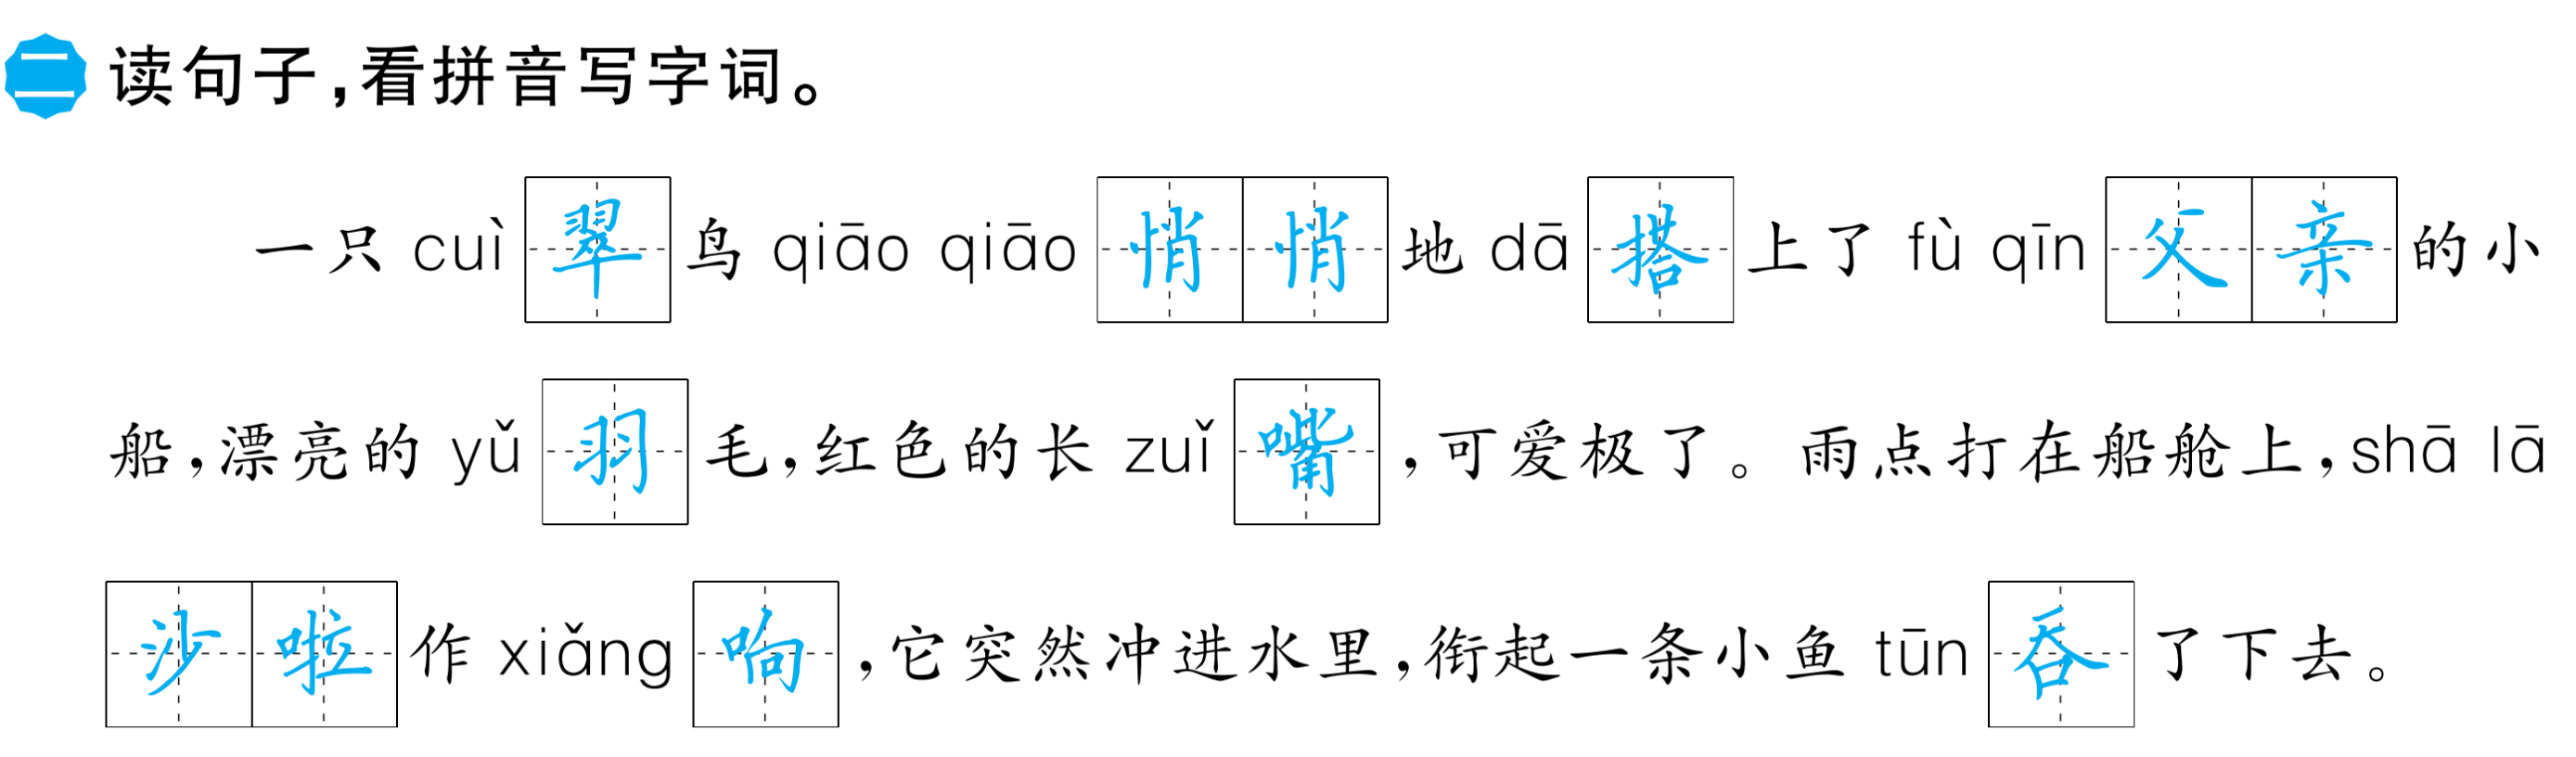 二 读句子,看拼音写字词。
一只 cuì 翠 鸟 qiāo qiāo 悄悄 地 dā 搭 上了 fù qīn 父亲 的小
船,漂亮的 yǔ 羽 毛,红色的长 zuǐ 嘴 ,可爱极了。雨点打在船舱上,shā lā
沙啦 作 xiǎng 响 ,它突然冲进水里,衔起一条小鱼 tūn 吞 了下去。